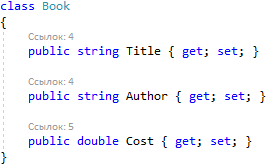 class Book
{
Ссылок: 4
public string Title { get; set; }
Ссылок: 4
public string Author { get; set; }
Ссылок: 5
public double Cost { get; set; }
}